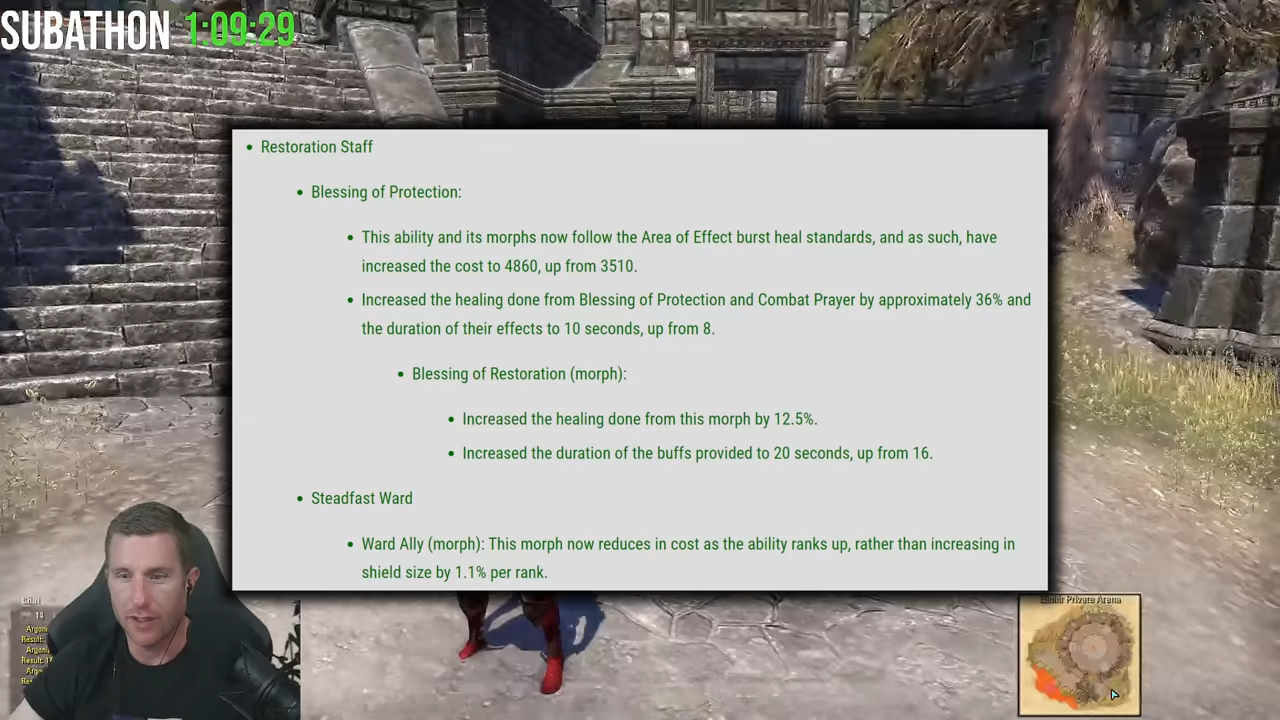 SUBATHON 1:09:29
• Restoration Staff
• Blessing of Protection:
• This ability and its morphs now follow the Area of Effect burst heal standards, and as such, have
increased the cost to 4860, up from 3510.
• Increased the healing done from Blessing of Protection and Combat Prayer by approximately 36% and
the duration of their effects to 10 seconds, up from 8.
• Blessing of Restoration (morph):
• Increased the healing done from this morph by 12.5%.
• Increased the duration of the buffs provided to 20 seconds, up from 16.
• Steadfast Ward
• Ward Ally (morph): This morph now reduces in cost as the ability ranks up, rather than increasing in
shield size by 1.1% per rank.
Private Arena
14
Result:
Result: